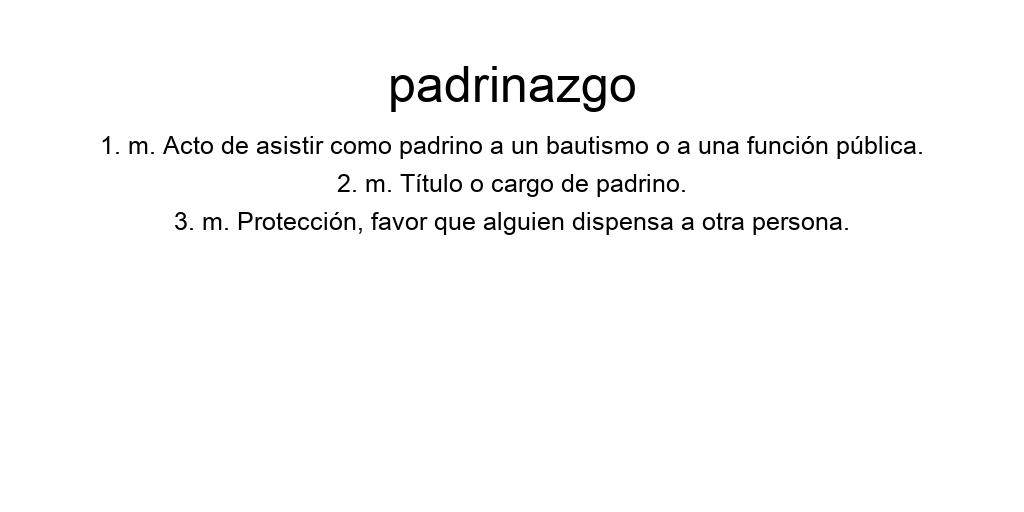 padrinazgo
1. m. Acto de asistir como padrino a un bautismo o a una función pública.
2. m. Título o cargo de padrino.
3. m. Protección, favor que alguien dispensa a otra persona.